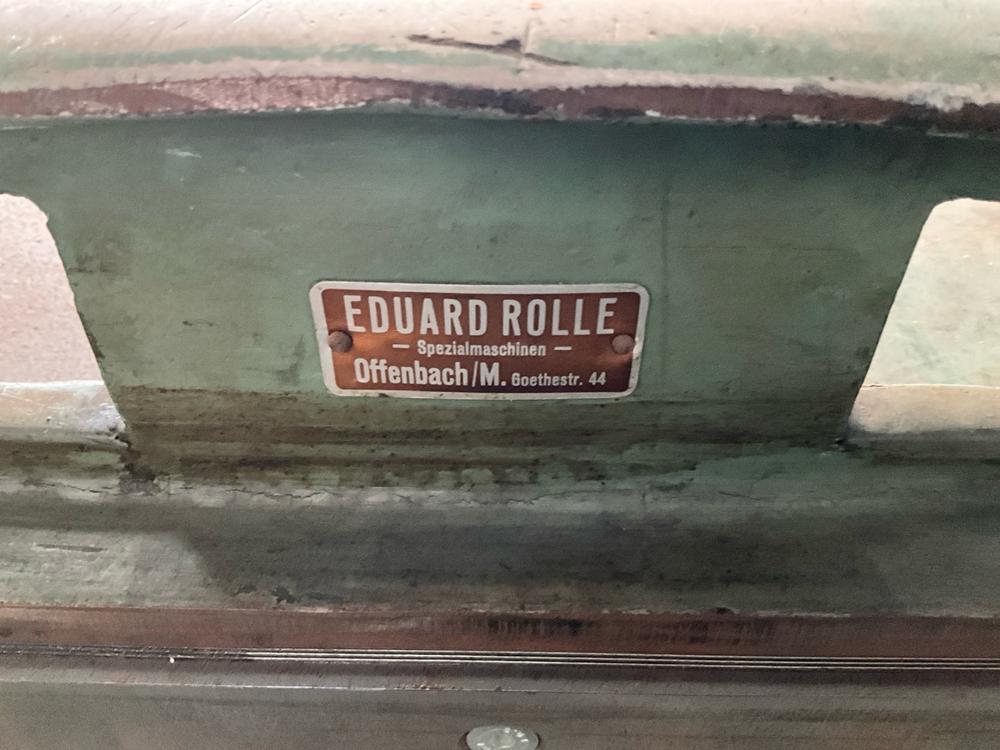 EDUARD ROLLE
— Spezialmaschinen —
Offenbach/M. Goethestr. 44